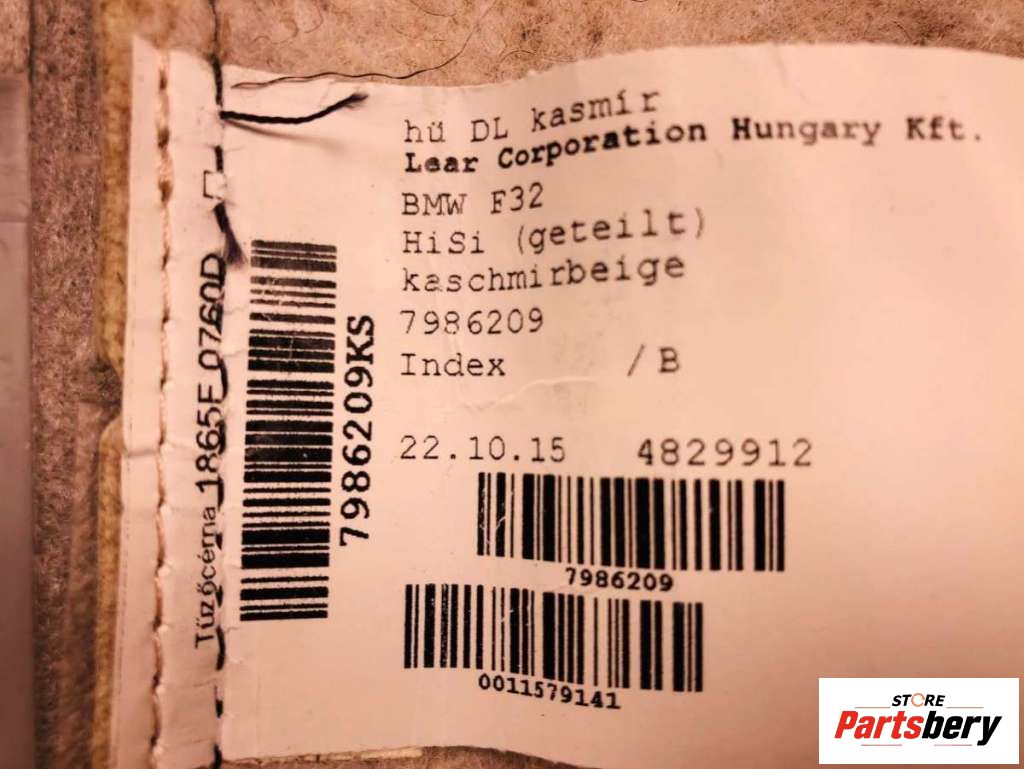 hü DL kasmír
Lear Corporation Hungary Kft.
BMW F32
HiSi (geteilt)
kaschmirbeige
7986209
Index /B
22.10.15 4829912
7986209
0011579141
7986209KS
Tűzőcérna 1865E 0760D
STORE
Partsbery